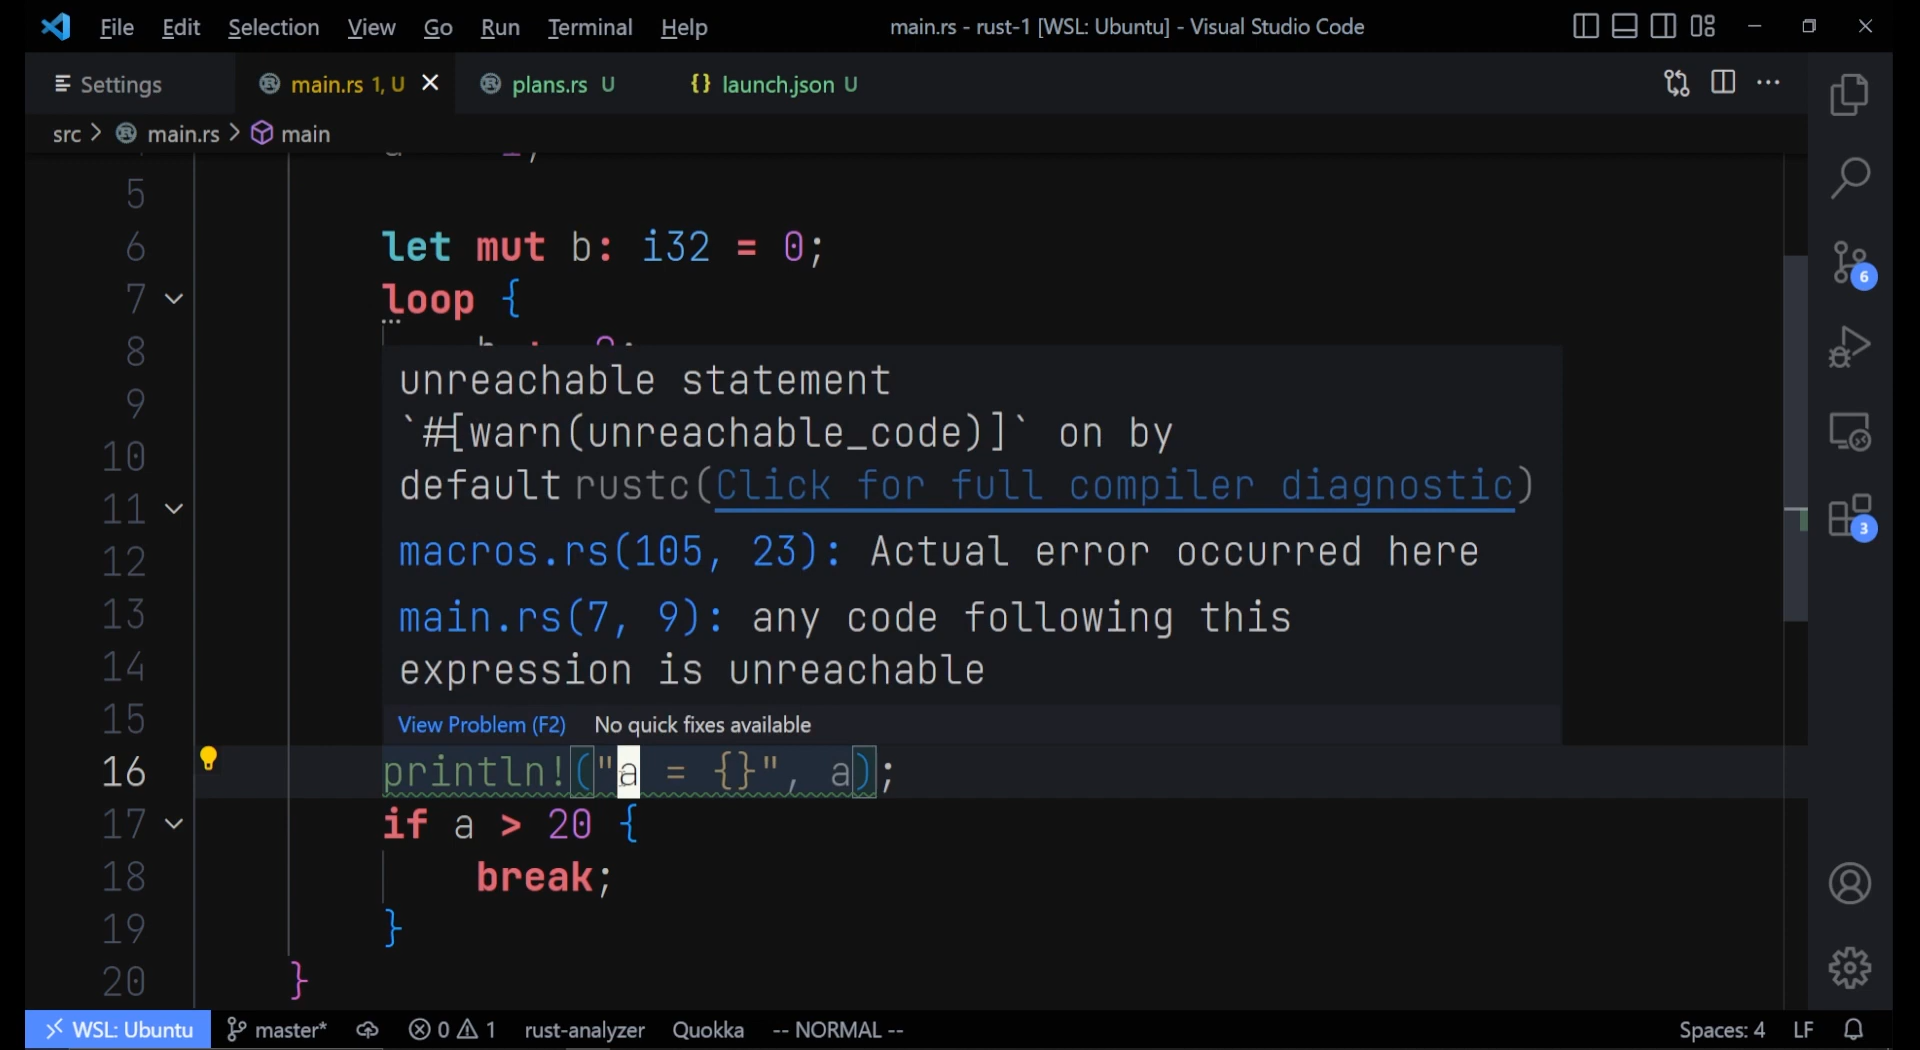 File Edit Selection View Go Run Terminal Help main.rs - rust-1 [WSL: Ubuntu] - Visual Studio Code
Settings main.rs 1, U plans.rs U {} launch.json U
src > main.rs > main
5
6 let mut b: i32 = 0;
7 loop {
8
9
10
11
12
13
14
15
unreachable statement
`#[warn(unreachable_code)]` on by
default rustc(Click for full compiler diagnostic)
macros.rs(105, 23): Actual error occurred here
main.rs(7, 9): any code following this
expression is unreachable
View Problem (F2) No quick fixes available
16 println!("a = {}", a);
17 if a > 20 {
18 break;
19 }
20 }
6
3
WSL: Ubuntu master* 0 1 rust-analyzer Quokka -- NORMAL -- Spaces: 4 LF